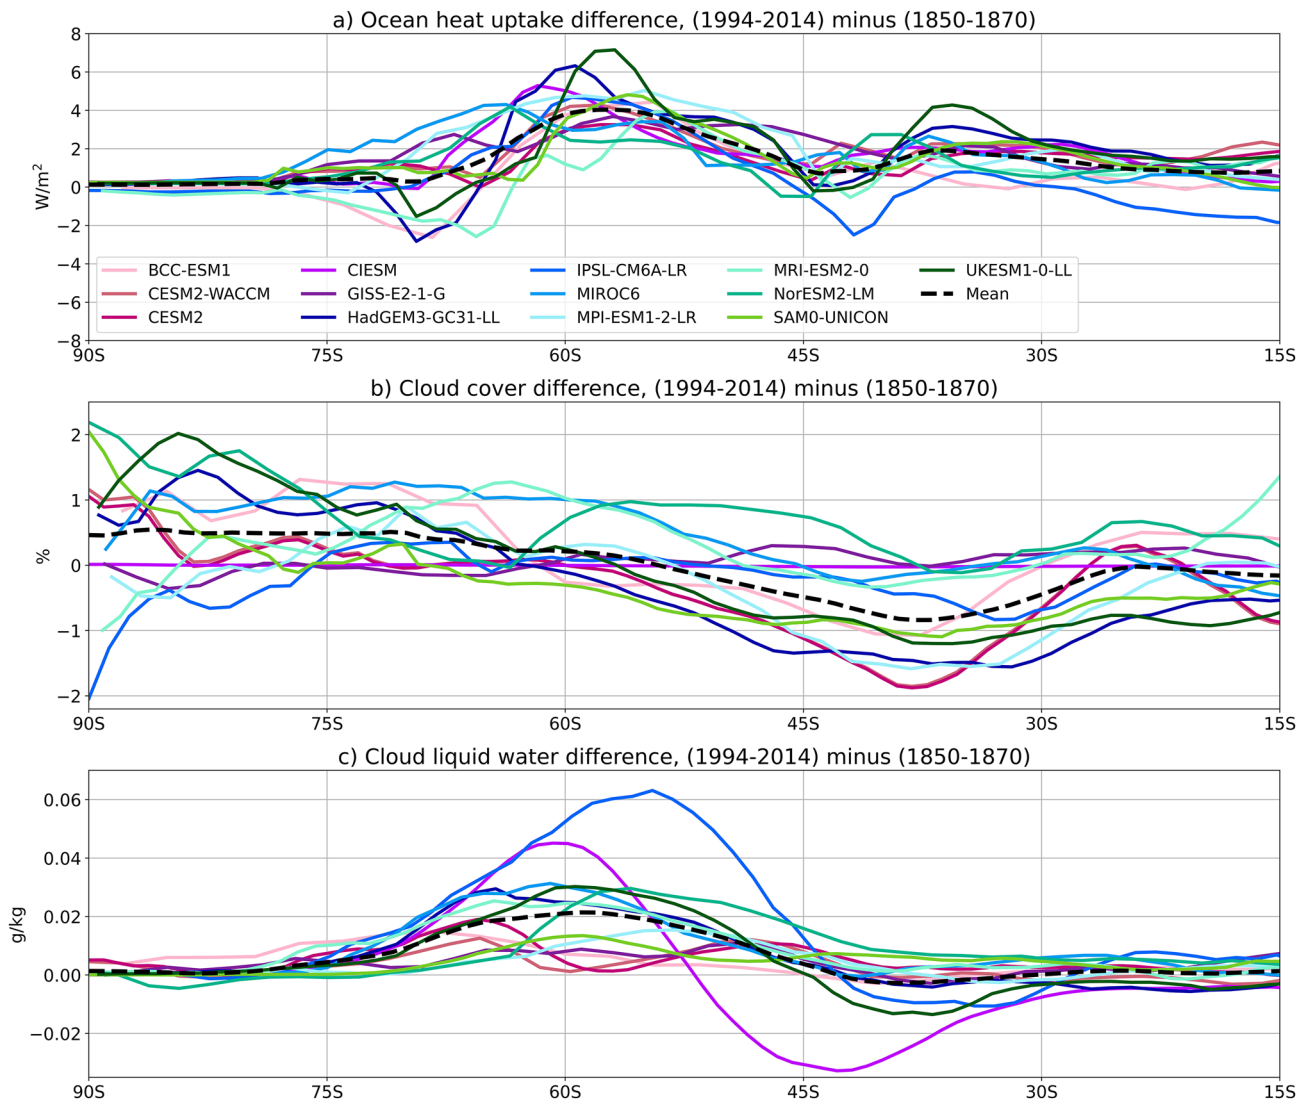 a) Ocean heat uptake difference, (1994-2014) minus (1850-1870)
8
6
4
2
0
−2
−4
−6
−8
W/m²
BCC-ESM1 CIESM IPSL-CM6A-LR MRI-ESM2-0 UKESM1-0-LL
CESM2-WACCM GISS-E2-1-G MIROC6 NorESM2-LM Mean
CESM2 HadGEM3-GC31-LL MPI-ESM1-2-LR SAM0-UNICON
90S 75S 60S 45S 30S 15S
b) Cloud cover difference, (1994-2014) minus (1850-1870)
2
1
0
−1
−2
%
90S 75S 60S 45S 30S 15S
c) Cloud liquid water difference, (1994-2014) minus (1850-1870)
0.06
0.04
0.02
0.00
−0.02
g/kg
90S 75S 60S 45S 30S 15S